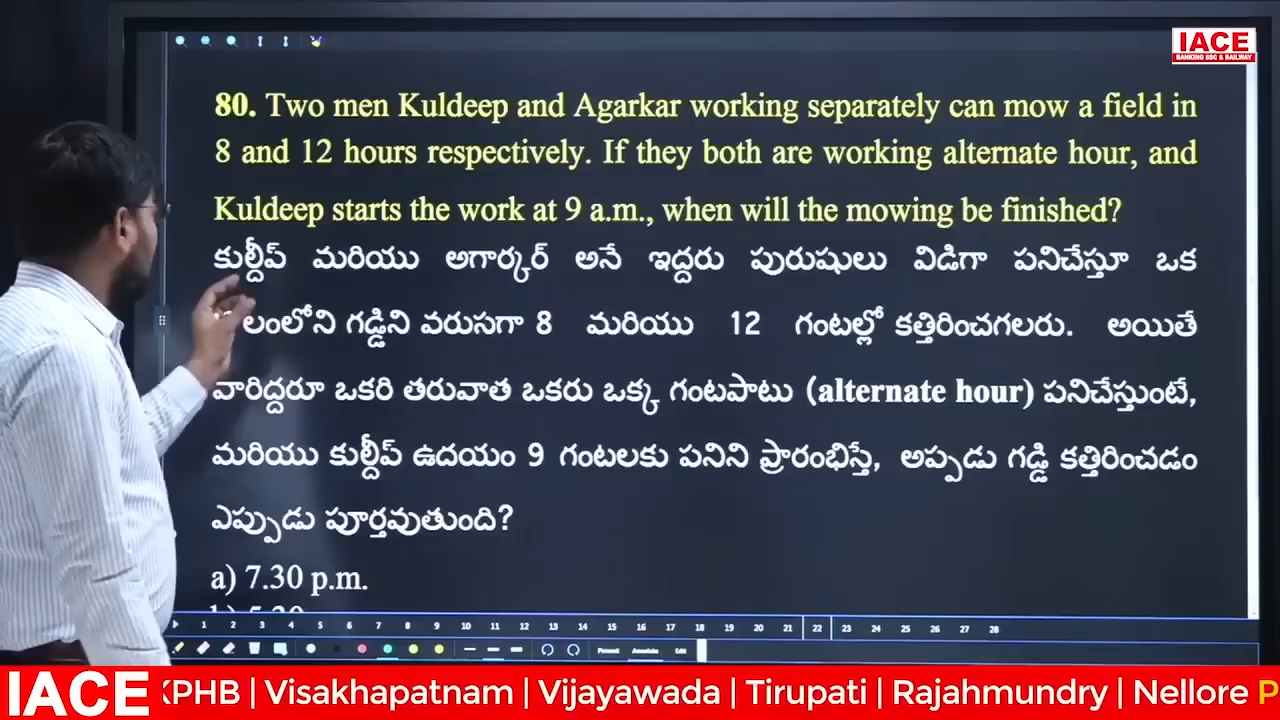 IACE
BANKING SSC & RAILWAY
80. Two men Kuldeep and Agarkar working separately can mow a field in
8 and 12 hours respectively. If they both are working alternate hour, and
Kuldeep starts the work at 9 a.m., when will the mowing be finished?
కుల్దీప్ మరియు అగార్కర్ అనే ఇద్దరు పురుషులు విడిగా పనిచేస్తూ ఒక
లంలోని గడ్డిని వరుసగా 8 మరియు 12 గంటల్లో కత్తిరించగలరు. అయితే
వారిద్దరూ ఒకరి తరువాత ఒకరు ఒక్క గంటపాటు (alternate hour) పనిచేస్తుంటే,
మరియు కుల్దీప్ ఉదయం 9 గంటలకు పనిని ప్రారంభిస్తే, అప్పుడు గడ్డి కత్తిరించడం
ఎప్పుడు పూర్తవుతుంది?
a) 7.30 p.m.
1 2 3 4 5 6 7 8 9 10 11 12 13 14 15 16 17 18 19 20 21 22 23 24 25 26 27 28
Present Annotate Edit
IACE KPHB | Visakhapatnam | Vijayawada | Tirupati | Rajahmundry | Nellore P